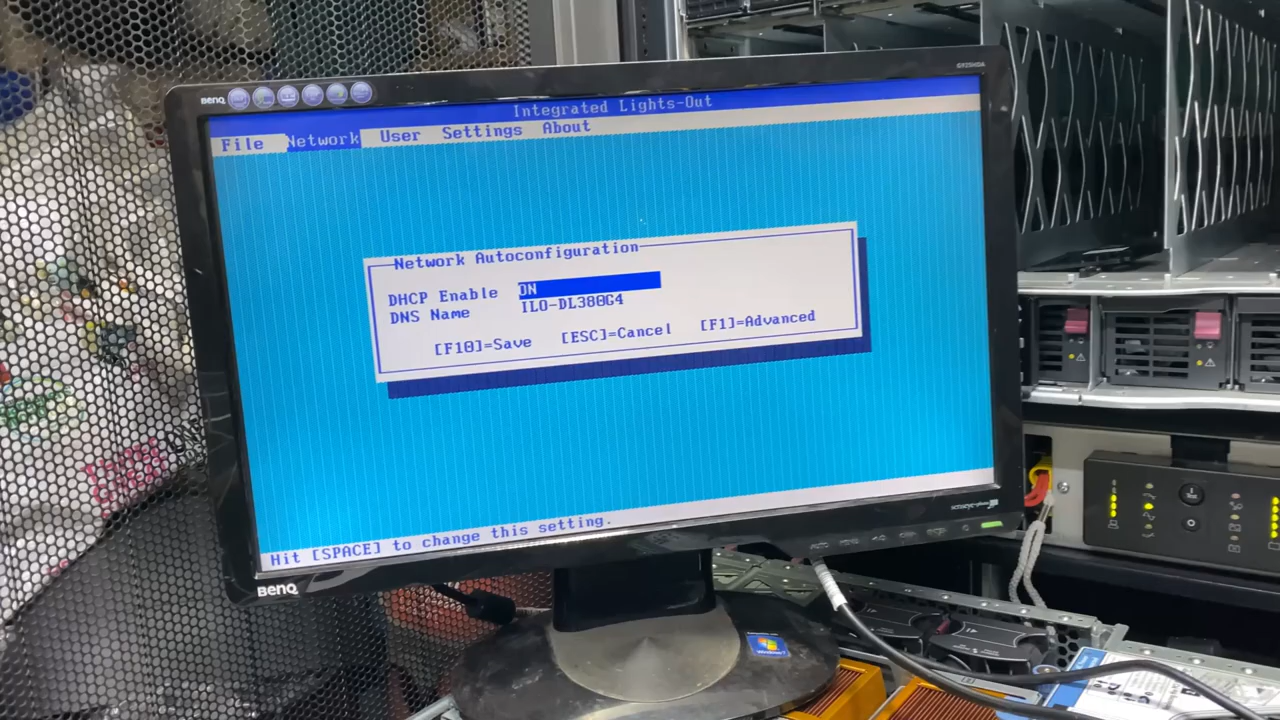 BenQ
Integrated Lights-Out
File Network User Settings About
Network Autoconfiguration
DHCP Enable ON
DNS Name ILO-DL380G4
[F10]=Save [ESC]=Cancel [F1]=Advanced
Hit [SPACE] to change this setting.
BenQ